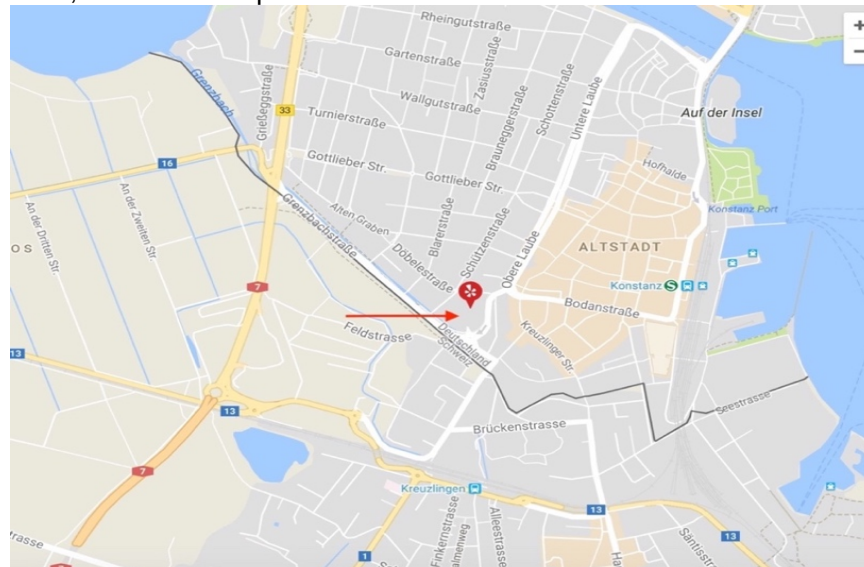 Rheingutstraße
Gartenstraße
Zasiusstraße
Wallgutstraße
Schottenstraße
Untere Laube
Grenzbach
Grießeggstraße
33
Turnierstraße
Brauneggerstraße
Auf der Insel
16
Gottlieber Str.
Gottlieber Str.
Hofhalde
An der Dritten Str
An der Zweiten Str
Grenzbachstraße
Alten Graben
Blarerstraße
Schützenstraße
Konstanz Port
OS
Döbelestraße
Obere Laube
ALTSTADT
7
Konstanz
S
Bodanstraße
Feldstrasse
Deutschland
Schweiz
Kreuzlinger Str.
13
13
Seestrasse
Brückenstrasse
7
Kreuzlingen
13
13
Finkernstrasse
Alleestrasse
Säntisstr
1